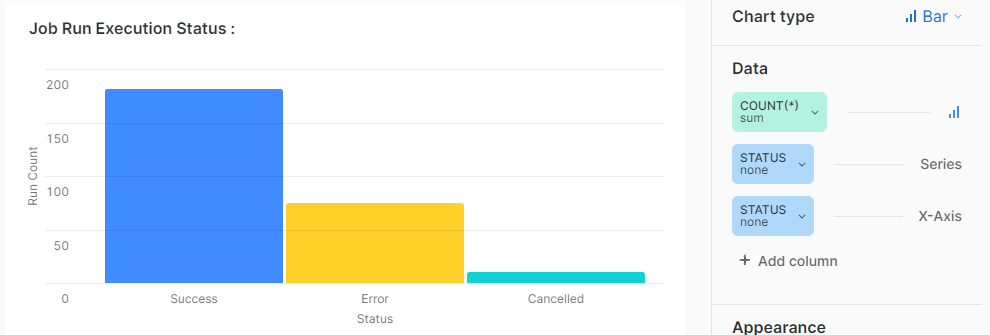 Job Run Execution Status :
200
150
100
50
0
Run Count
Success
Error
Cancelled
Status
Chart type
Bar
Data
COUNT(*)
sum
STATUS
none
Series
STATUS
none
X-Axis
+ Add column
Appearance